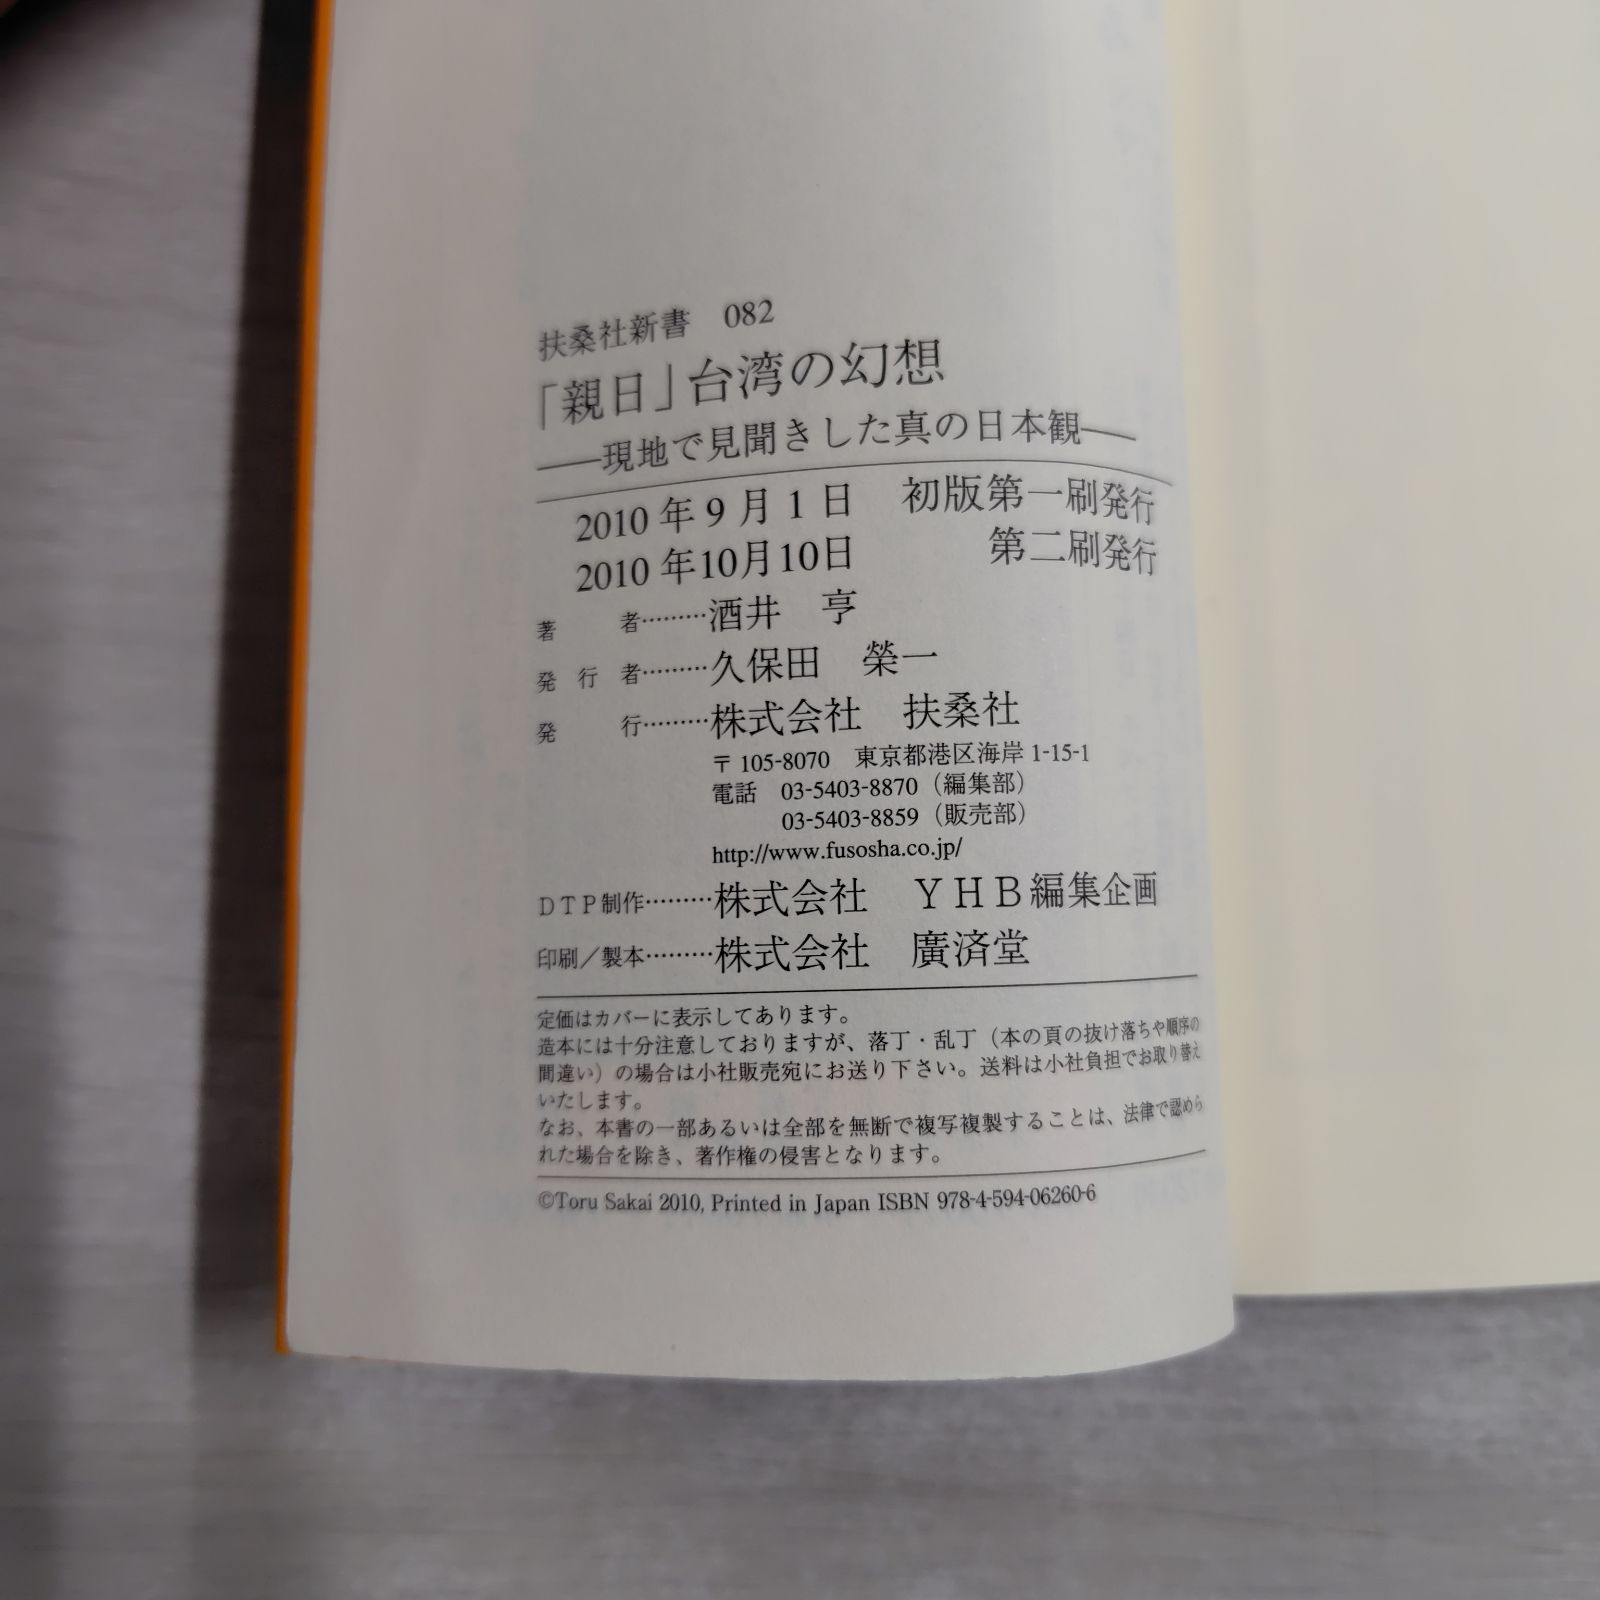 扶桑社新書　082
「親日」台湾の幻想
――現地で見聞きした真の日本観――
2010年9月1日　初版第一刷発行
2010年10月10日　第二刷発行
著　者………酒井　亨
発行者………久保田　榮一
発　行………株式会社　扶桑社
〒105-8070　東京都港区海岸1-15-1
電話　03-5403-8870（編集部）
03-5403-8859（販売部）
http://www.fusosha.co.jp/
DTP制作………株式会社　YHB編集企画
印刷／製本………株式会社　廣済堂
定価はカバーに表示してあります。
造本には十分注意しておりますが、落丁・乱丁（本の頁の抜け落ちや順序の
間違い）の場合は小社販売宛にお送り下さい。送料は小社負担でお取り替え
いたします。
なお、本書の一部あるいは全部を無断で複写複製することは、法律で認めら
れた場合を除き、著作権の侵害となります。
©Toru Sakai 2010, Printed in Japan ISBN 978-4-594-06260-6